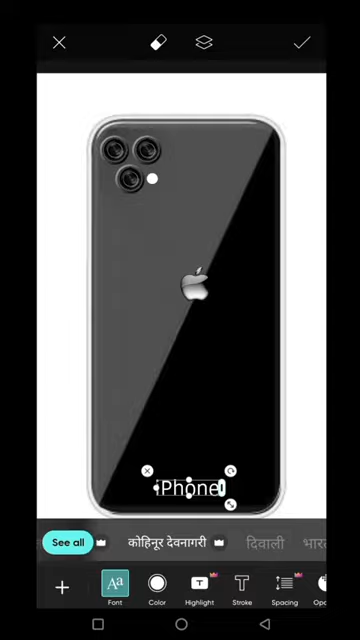 iPhone
See all
कोहिनूर देवनागरी
दिवाली
Font
Color
Highlight
Stroke
Spacing